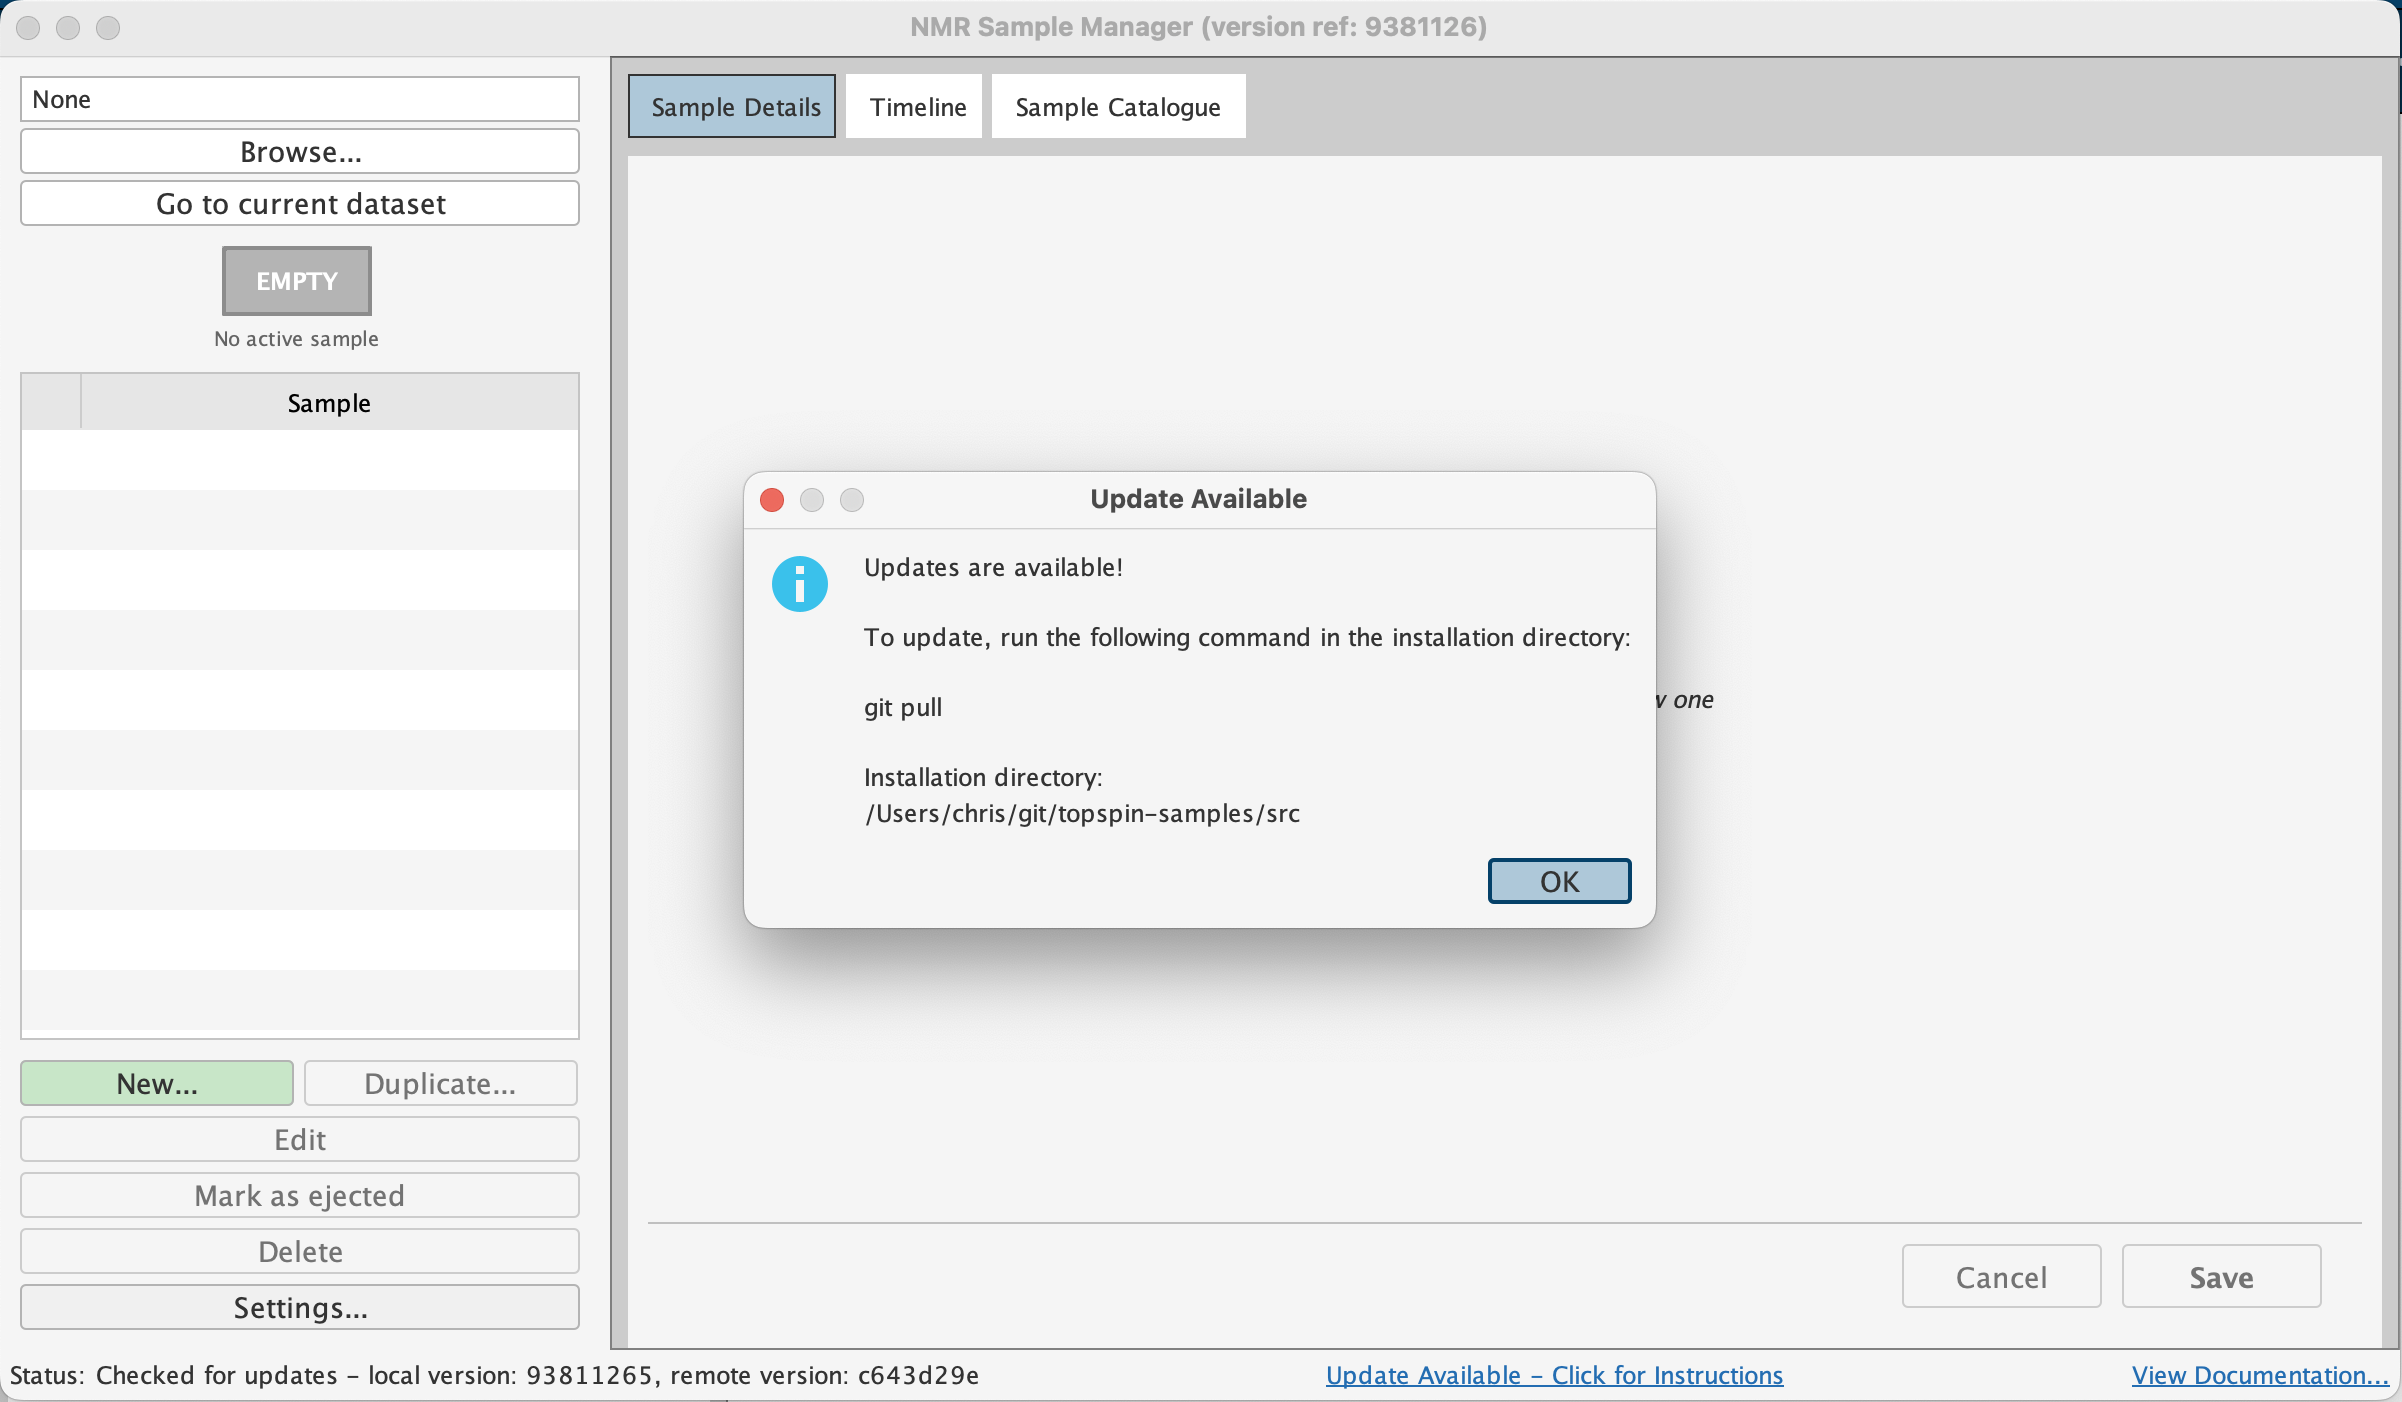 NMR Sample Manager (version ref: 9381126)
None
Browse...
Go to current dataset
EMPTY
No active sample
Sample
New...
Duplicate...
Edit
Mark as ejected
Delete
Settings...
Sample Details
Timeline
Sample Catalogue
one
Update Available
Updates are available!
To update, run the following command in the installation directory:
git pull
Installation directory:
/Users/chris/git/topspin-samples/src
OK
Cancel
Save
Status: Checked for updates – local version: 93811265, remote version: c643d29e
Update Available – Click for Instructions
View Documentation...